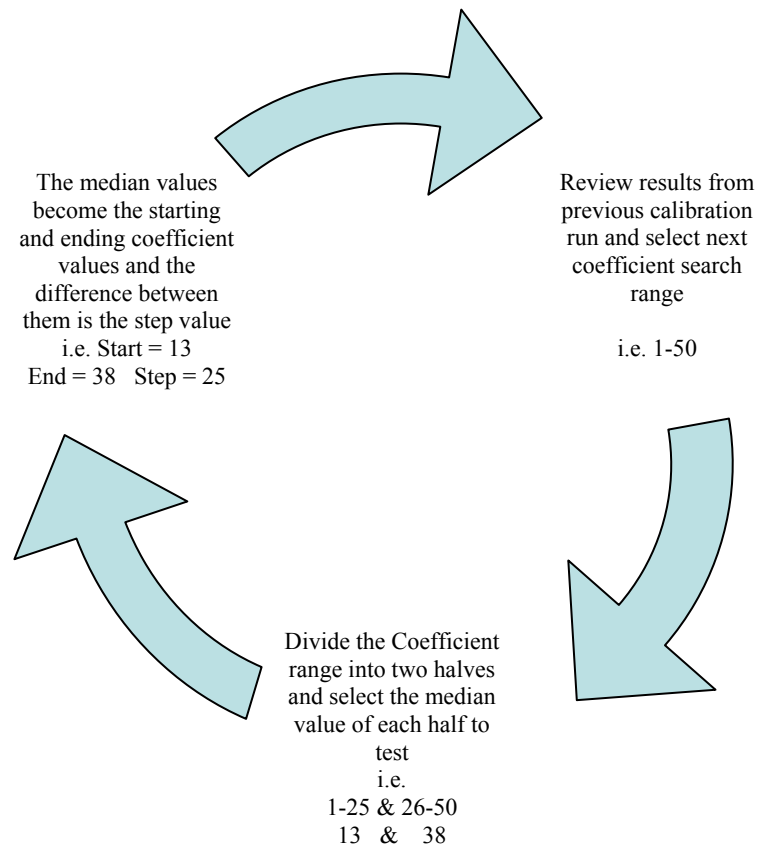 The median values
become the starting
and ending coefficient
values and the
difference between
them is the step value
i.e. Start = 13
End = 38 Step = 25
Review results from
previous calibration
run and select next
coefficient search
range
i.e. 1-50
Divide the Coefficient
range into two halves
and select the median
value of each half to
test
i.e.
1-25 & 26-50
13 & 38